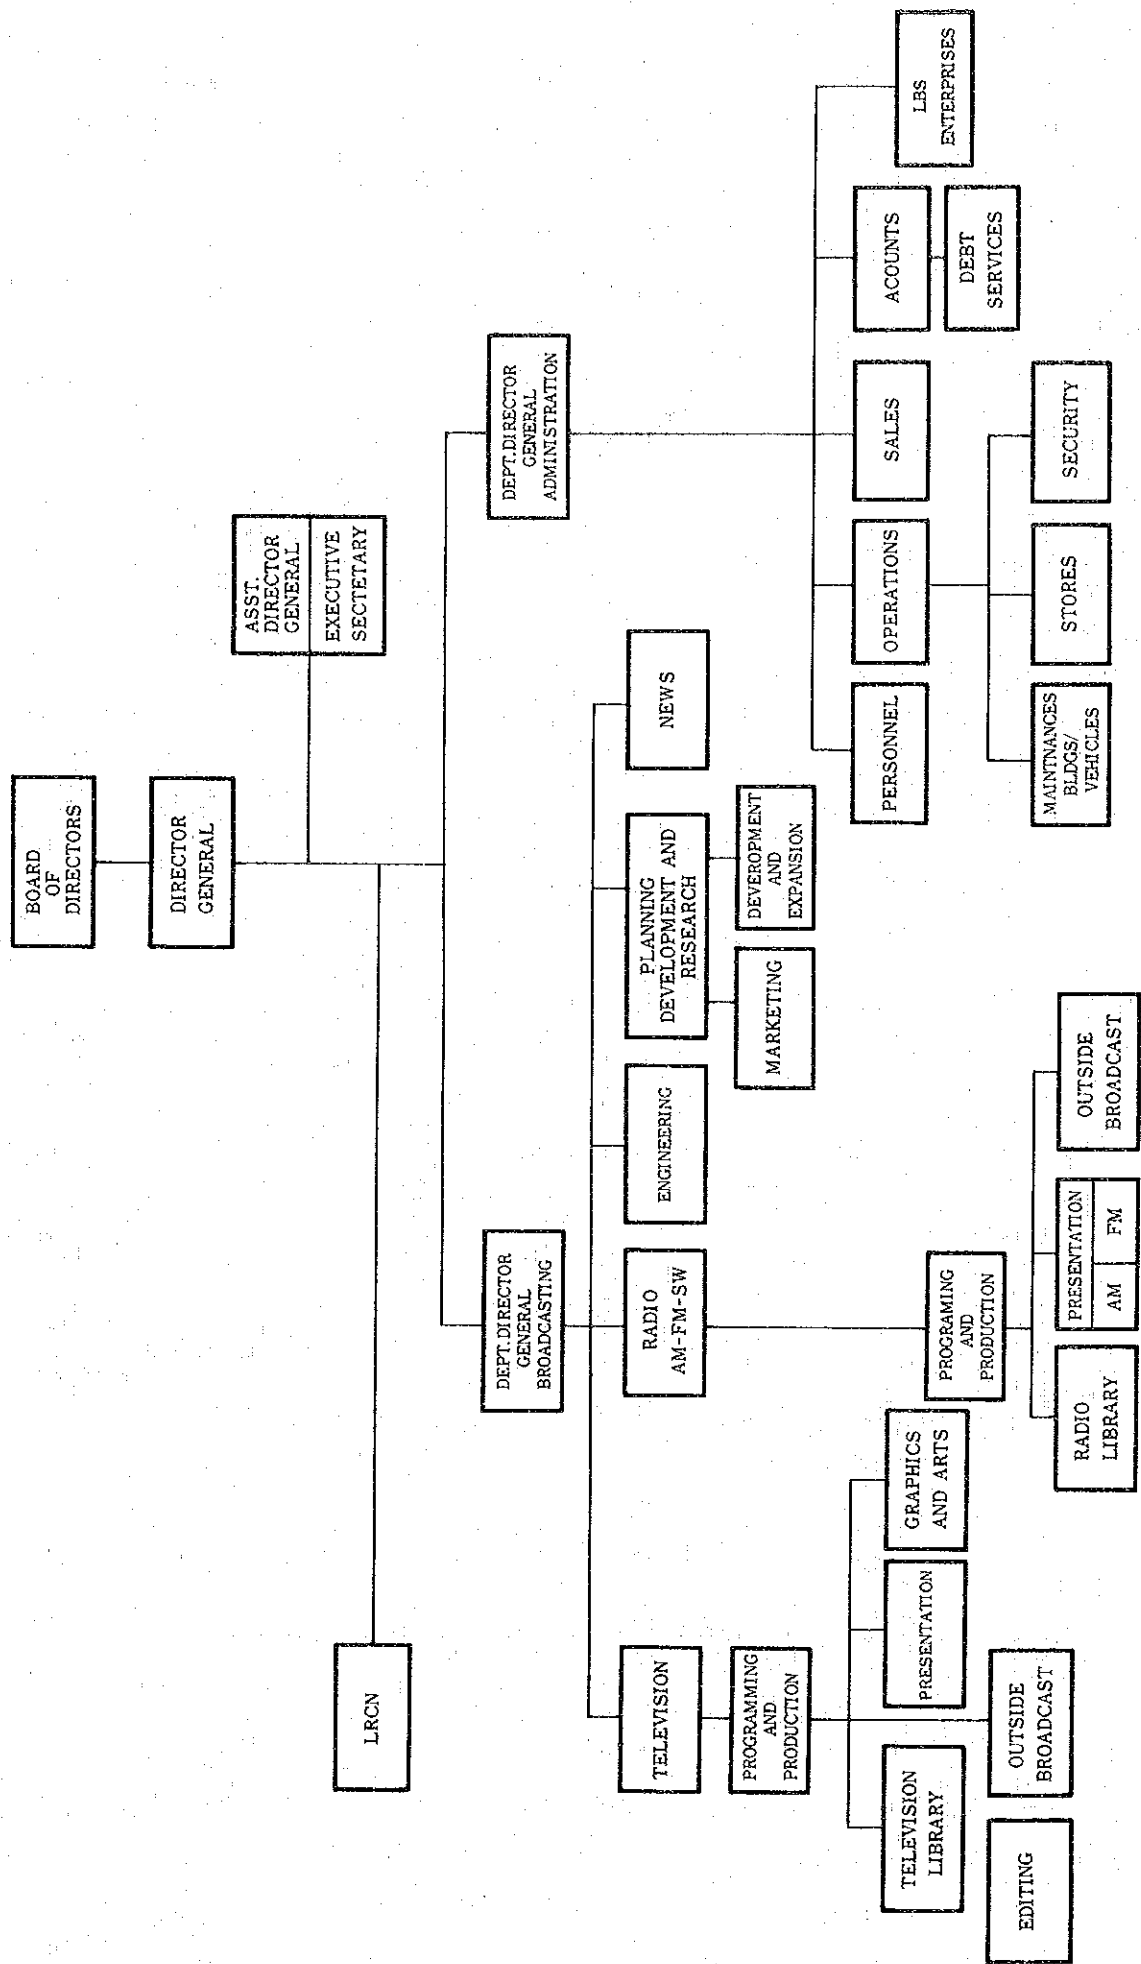 BOARD
OF
DIRECTORS
DIRECTOR
GENERAL
ASST.
DIRECTOR
GENERAL
EXECUTIVE
SECTETARY
LRCN
DEPT.DIRECTOR
GENERAL
BROADCASTING
DEPT.DIRECTOR
GENERAL
ADMINISTRATION
TELEVISION
RADIO
AM-FM-SW
ENGINEERING
PLANNING
DEVELOPMENT AND
RESEARCH
NEWS
PROGRAMMING
AND
PRODUCTION
MARKETING
DEVEROPMENT
AND
EXPANSION
TELEVISION
LIBRARY
PRESENTATION
GRAPHICS
AND ARTS
EDITING
OUTSIDE
BROADCAST
PROGRAMING
AND
PRODUCTION
RADIO
LIBRARY
PRESENTATION
AM
FM
OUTSIDE
BROADCAST
PERSONNEL
OPERATIONS
SALES
ACOUNTS
LBS
ENTERPRISES
DEBT
SERVICES
MAINTNANCES
BLDGS/
VEHICLES
STORES
SECURITY